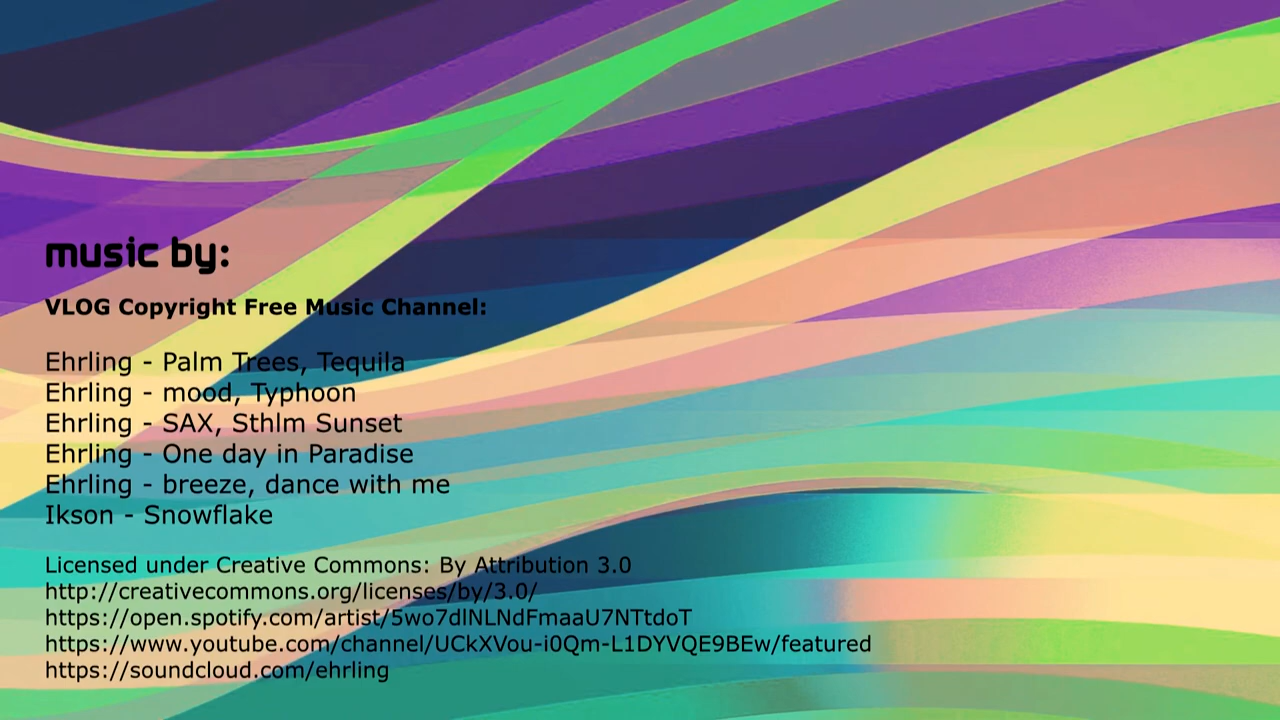 music by:
VLOG Copyright Free Music Channel:
Ehrling - Palm Trees, Tequila
Ehrling - mood, Typhoon
Ehrling - SAX, Sthlm Sunset
Ehrling - One day in Paradise
Ehrling - breeze, dance with me
Ikson - Snowflake
Licensed under Creative Commons: By Attribution 3.0
http://creativecommons.org/licenses/by/3.0/
https://open.spotify.com/artist/5wo7dlNLNdFmaaU7NTtdoT
https://www.youtube.com/channel/UCkXVou-i0Qm-L1DYVQE9BEw/featured
https://soundcloud.com/ehrling